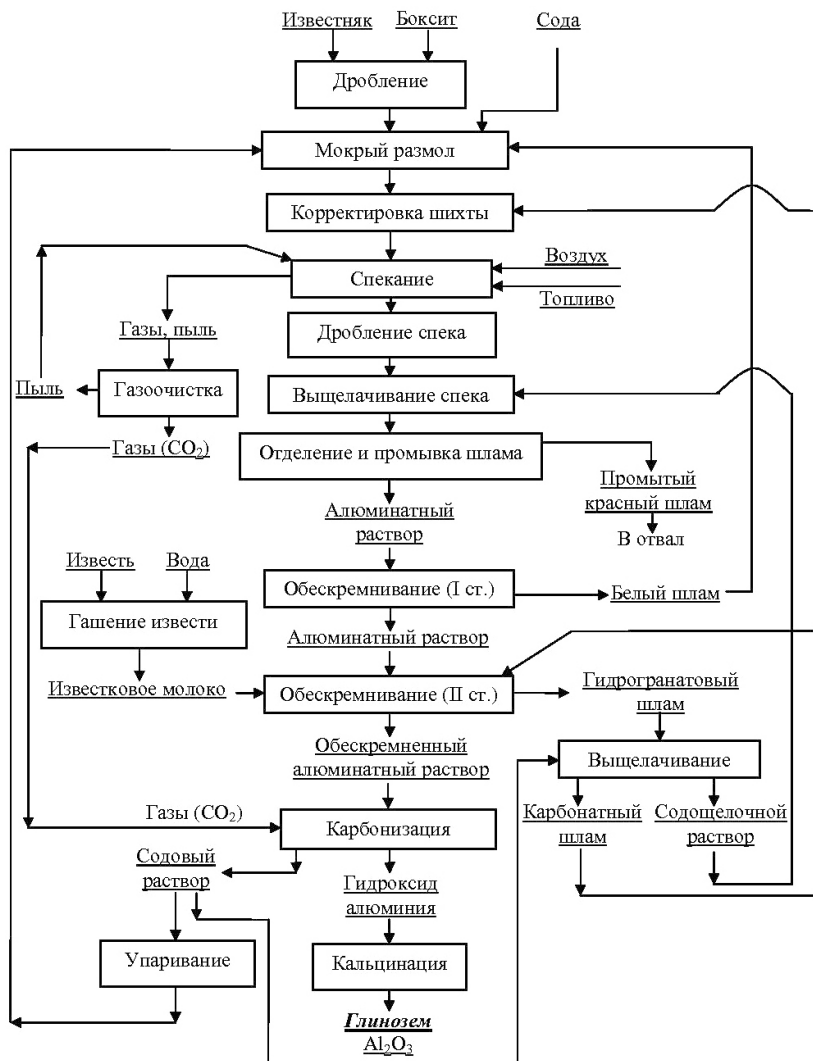 Известняк
Боксит
Сода
Дробление
Мокрый размол
Корректировка шихты
Воздух
Спекание
Топливо
Газы, пыль
Дробление спека
Пыль
Газоочистка
Выщелачивание спека
Газы (CO₂)
Отделение и промывка шлама
Промытый
красный шлам
Алюминатный
раствор
В отвал
Известь
Вода
Обескремнивание (I ст.)
Белый шлам
Гашение извести
Алюминатный раствор
Известковое молоко
Обескремнивание (II ст.)
Гидрогранатовый
шлам
Обескремненный
алюминатный раствор
Выщелачивание
Газы (CO₂)
Карбонизация
Карбонатный
шлам
Содощелочной
раствор
Содовый
раствор
Гидроксид
алюминия
Упаривание
Кальцинация
Глинозем
Al₂O₃